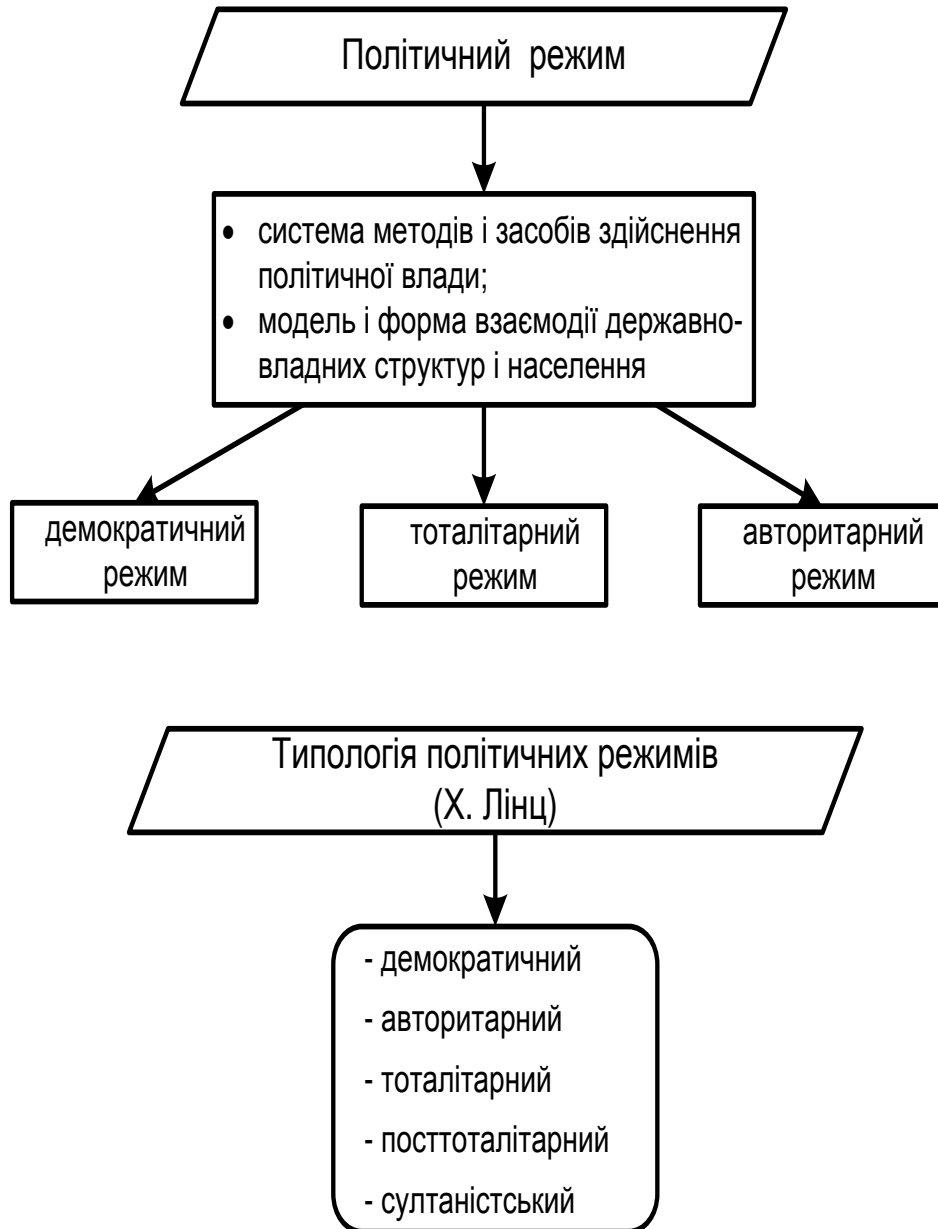 Політичний режим
• система методів і засобів здійснення
політичної влади;
• модель і форма взаємодії державно-
владних структур і населення
демократичний
режим
тоталітарний
режим
авторитарний
режим
Типологія політичних режимів
(Х. Лінц)
- демократичний
- авторитарний
- тоталітарний
- посттоталітарний
- султаністський